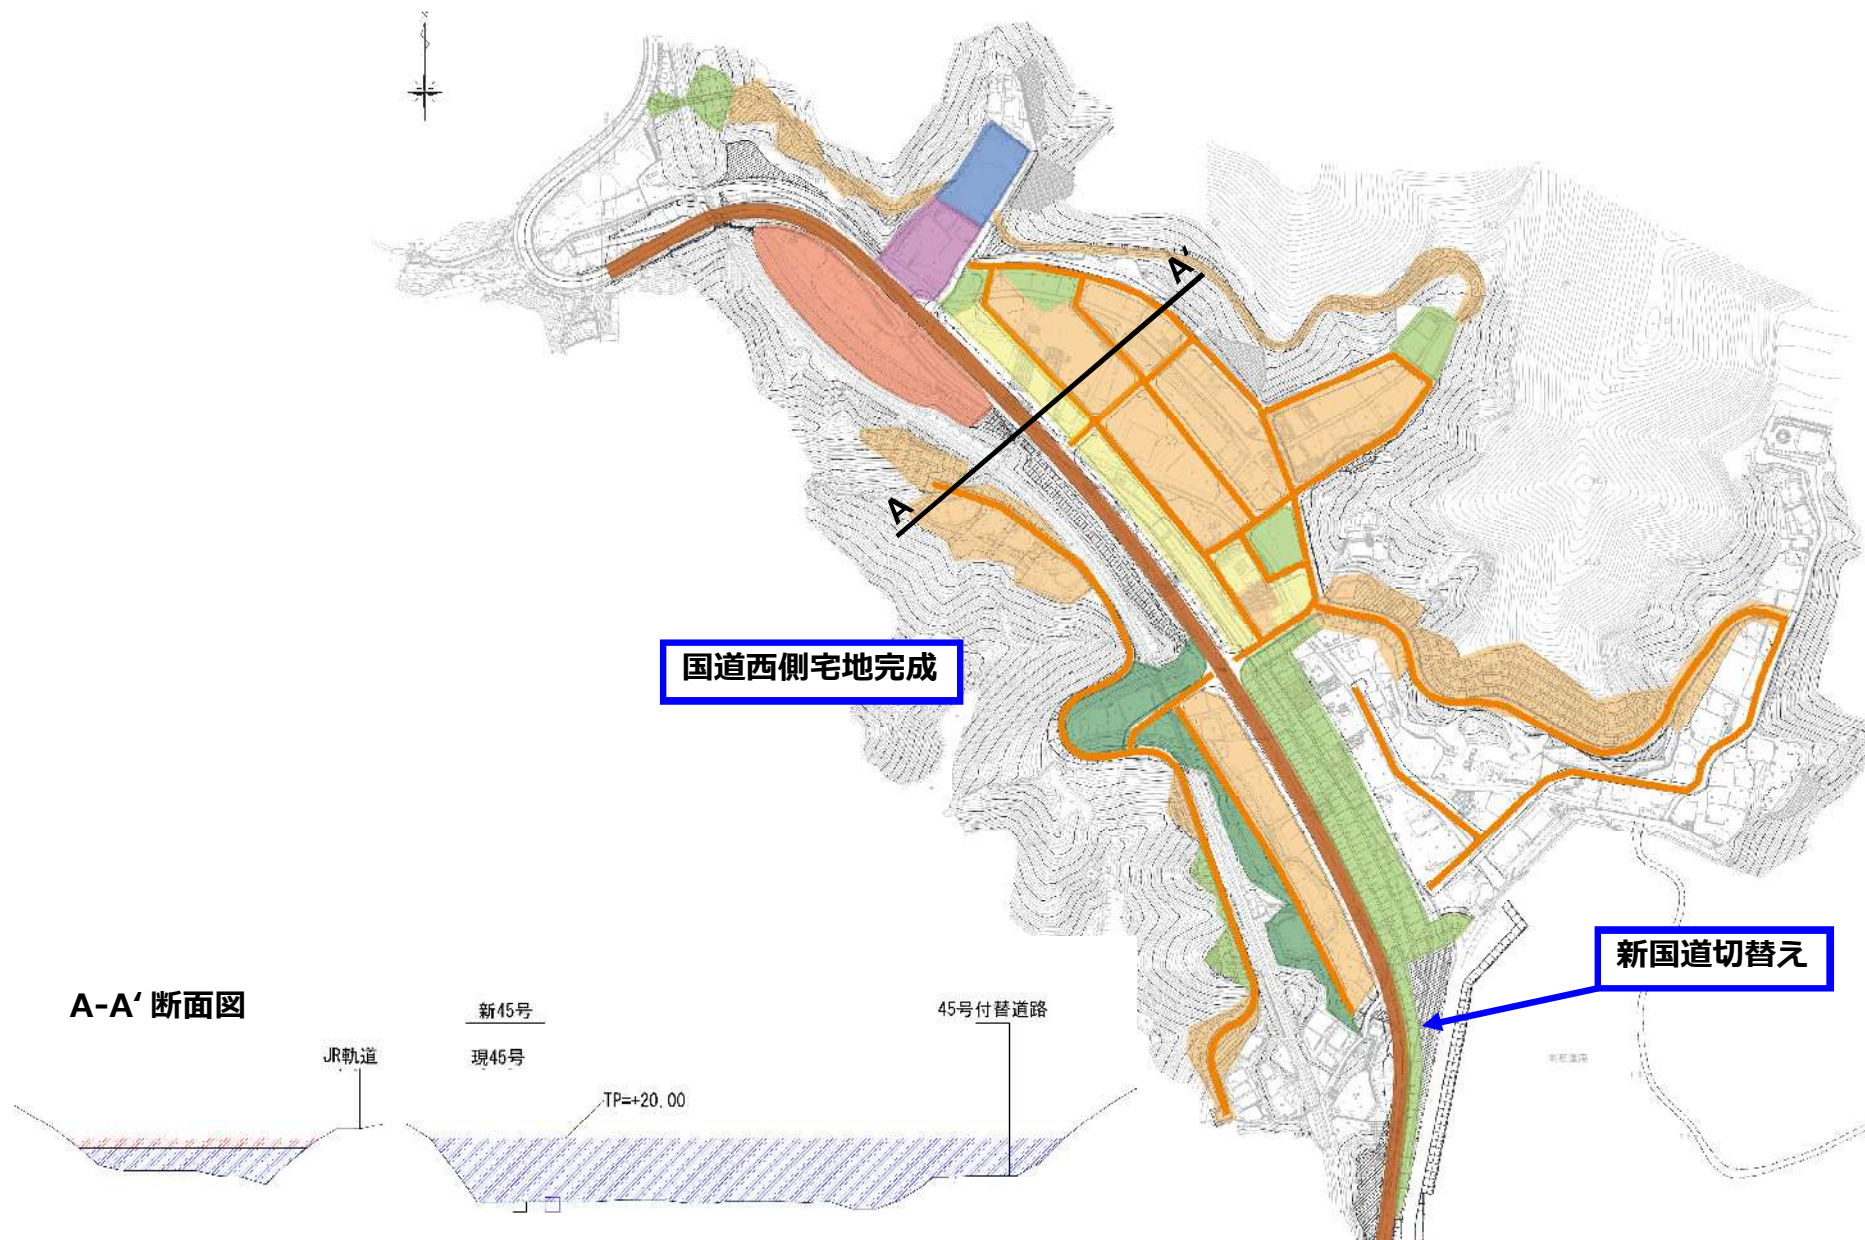 A'
A
国道西側宅地完成
新国道切替え
A-A‘ 断面図
新45号
現45号
JR軌道
45号付替道路
TP=+20.00